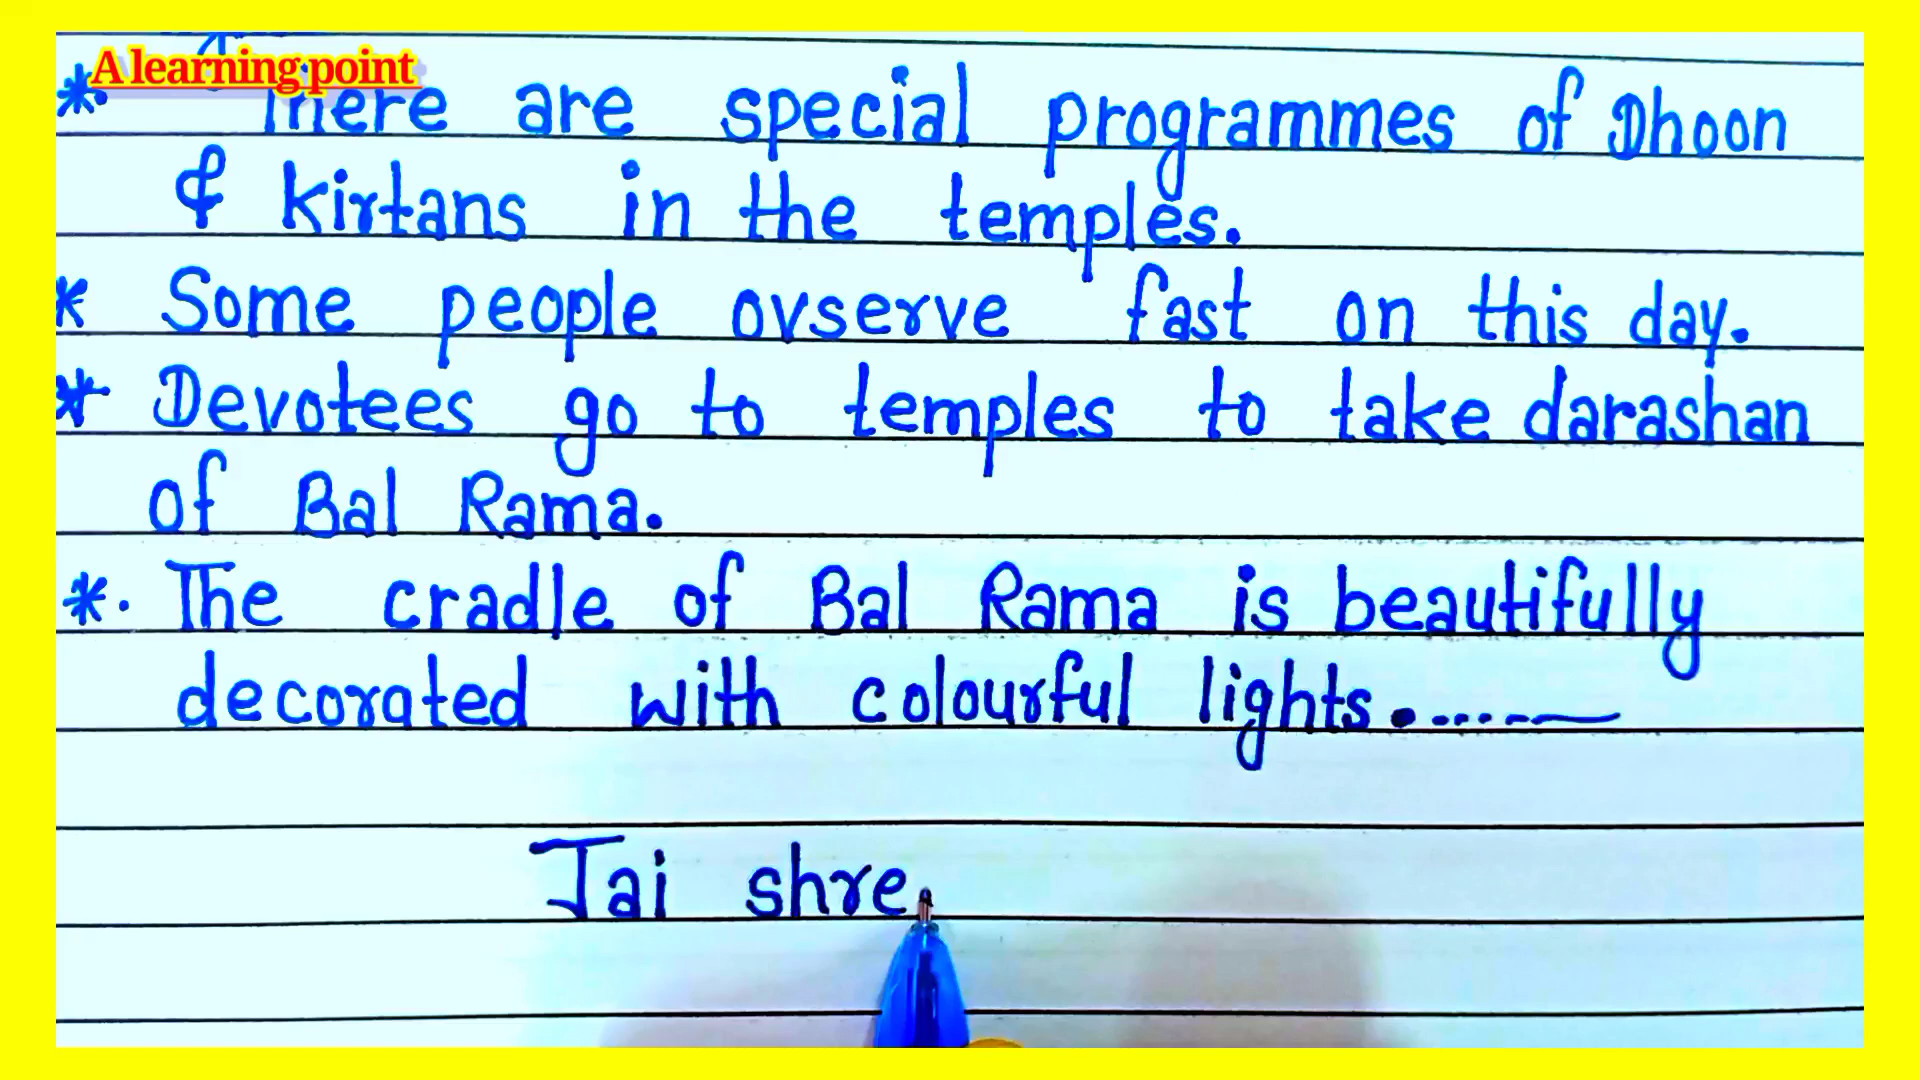 A learning point
* There are special programmes of Dhoon
& kirtans in the temples.
* Some people ovserve fast on this day.
* Devotees go to temples to take darashan
of Bal Rama.
*. The cradle of Bal Rama is beautifully
decorated with colourful lights.......
Jai shre